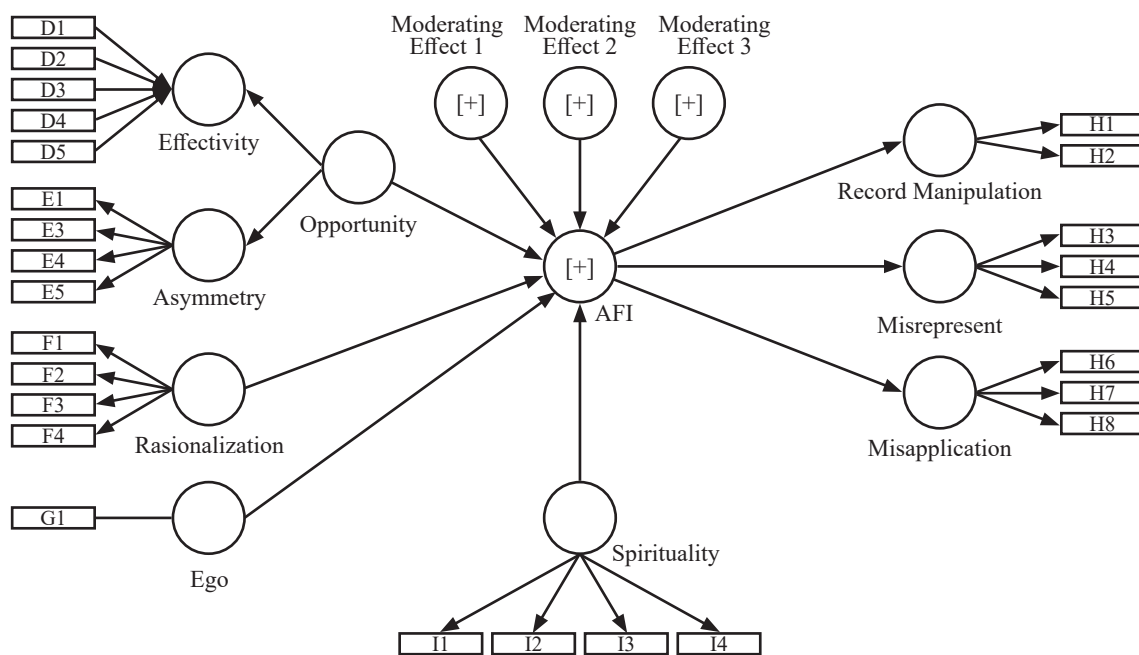 D1
D2
D3
D4
D5
Effectivity
Opportunity
E1
E3
E4
E5
Asymmetry
F1
F2
F3
F4
Rasionalization
G1
Ego
Moderating
Effect 1
Moderating
Effect 2
Moderating
Effect 3
[+]
[+]
[+]
[+]
AFI
Spirituality
I1
I2
I3
I4
Record Manipulation
H1
H2
Misrepresent
H3
H4
H5
Misapplication
H6
H7
H8